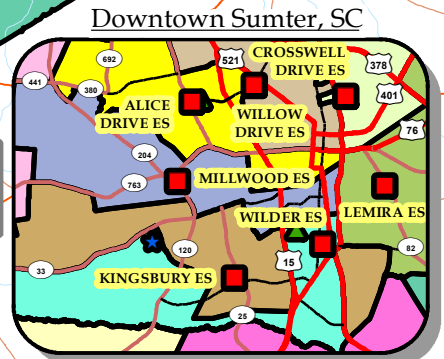 Downtown Sumter, SC
692
521
CROSSWELL
DRIVE ES
378
441
380
401
ALICE
DRIVE ES
WILLOW
DRIVE ES
76
204
763
MILLWOOD ES
WILDER ES
LEMIRA ES
120
82
33
15
KINGSBURY ES
25